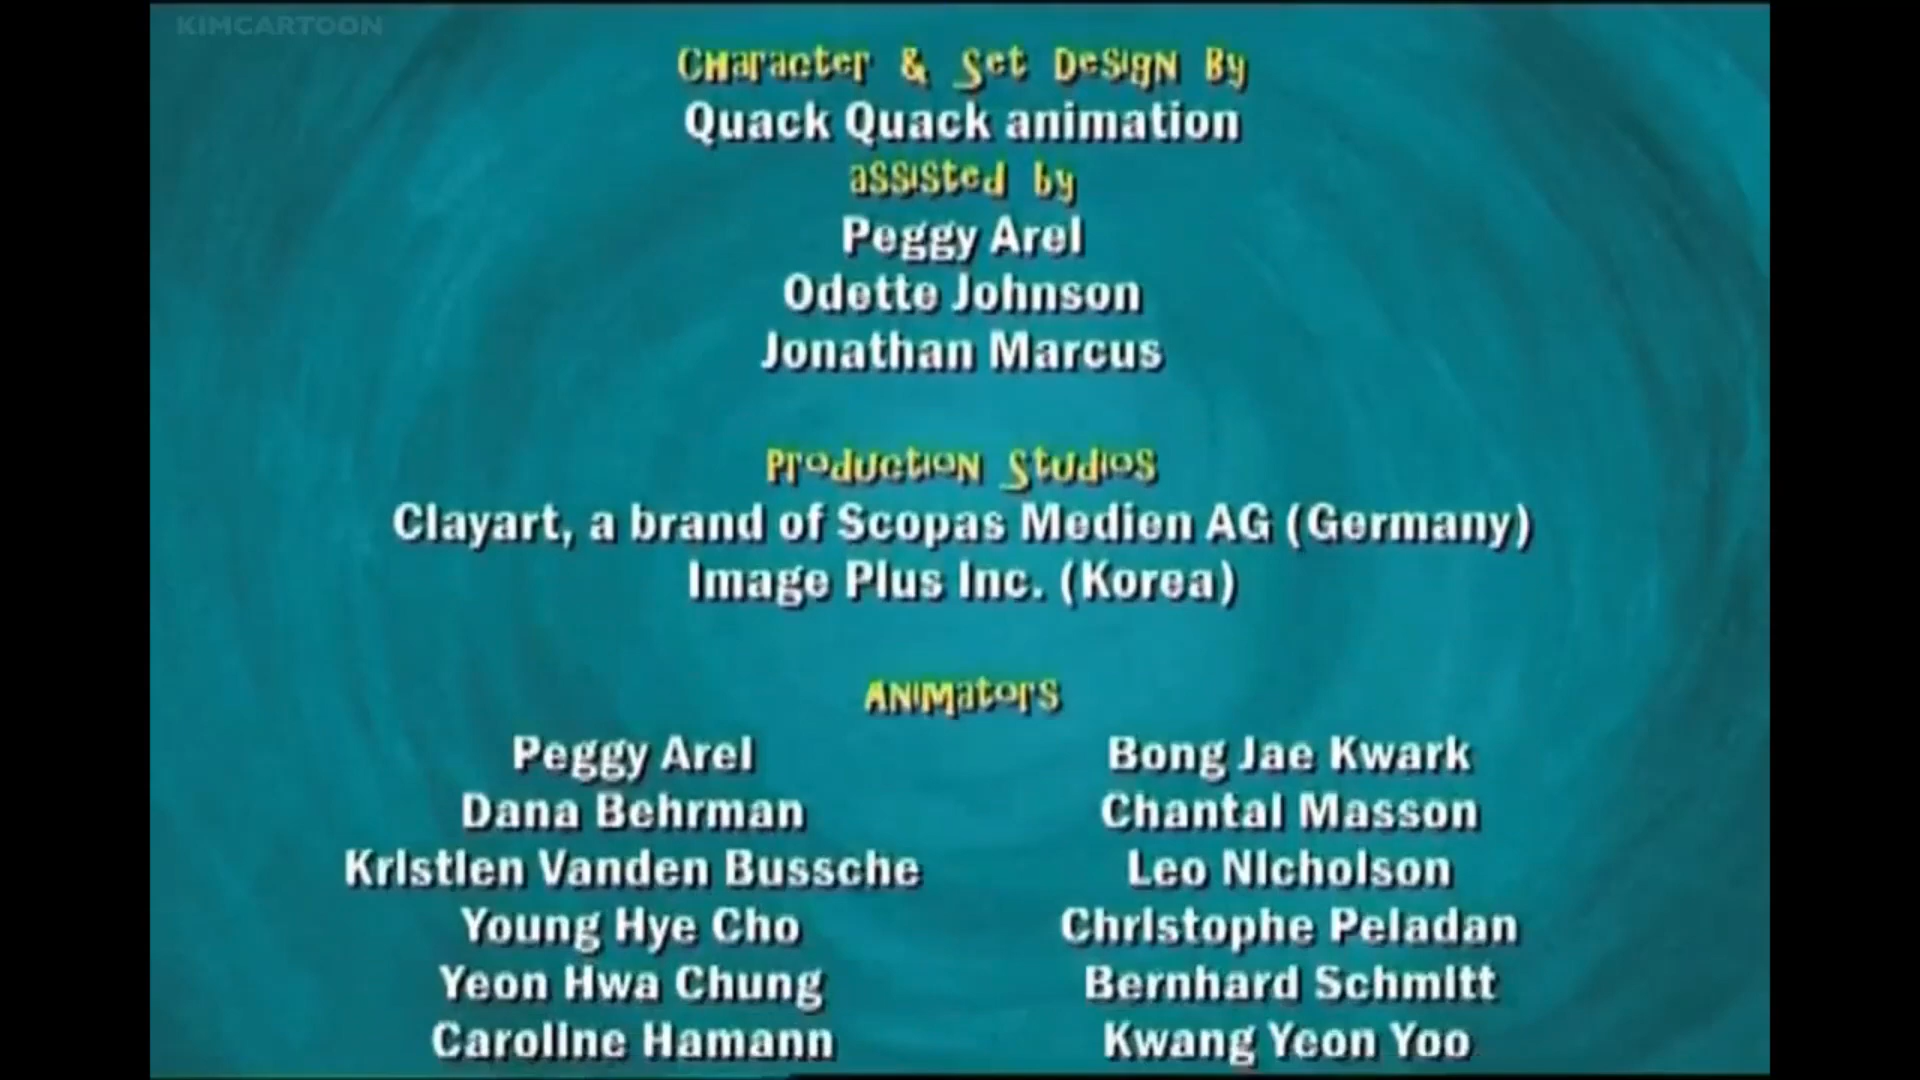 KIMCARTOON
Character & Set Design By
Quack Quack animation
assisted by
Peggy Arel
Odette Johnson
Jonathan Marcus
Production Studios
Clayart, a brand of Scopas Medien AG (Germany)
Image Plus Inc. (Korea)
Animators
Peggy Arel
Dana Behrman
Kristien Vanden Bussche
Young Hye Cho
Yeon Hwa Chung
Caroline Hamann
Bong Jae Kwark
Chantal Masson
Leo Nicholson
Christophe Peladan
Bernhard Schmitt
Kwang Yeon Yoo